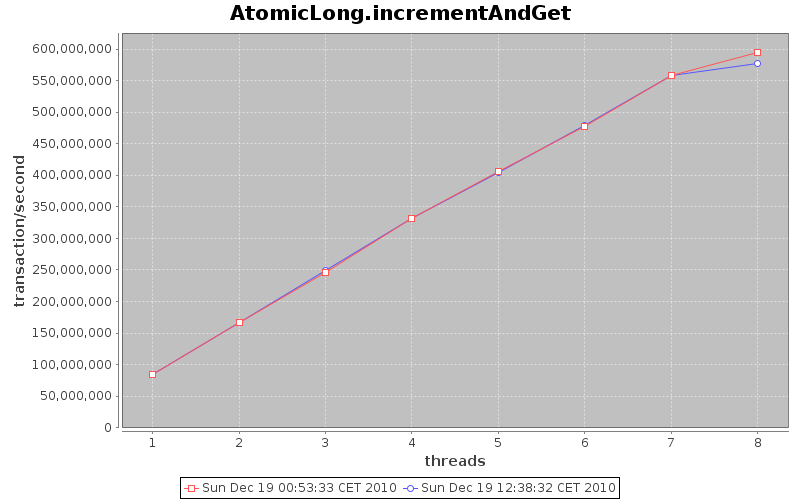 AtomicLong.incrementAndGet
transaction/second
600,000,000
550,000,000
500,000,000
450,000,000
400,000,000
350,000,000
300,000,000
250,000,000
200,000,000
150,000,000
100,000,000
50,000,000
0
1 2 3 4 5 6 7 8
threads
Sun Dec 19 00:53:33 CET 2010 Sun Dec 19 12:38:32 CET 2010